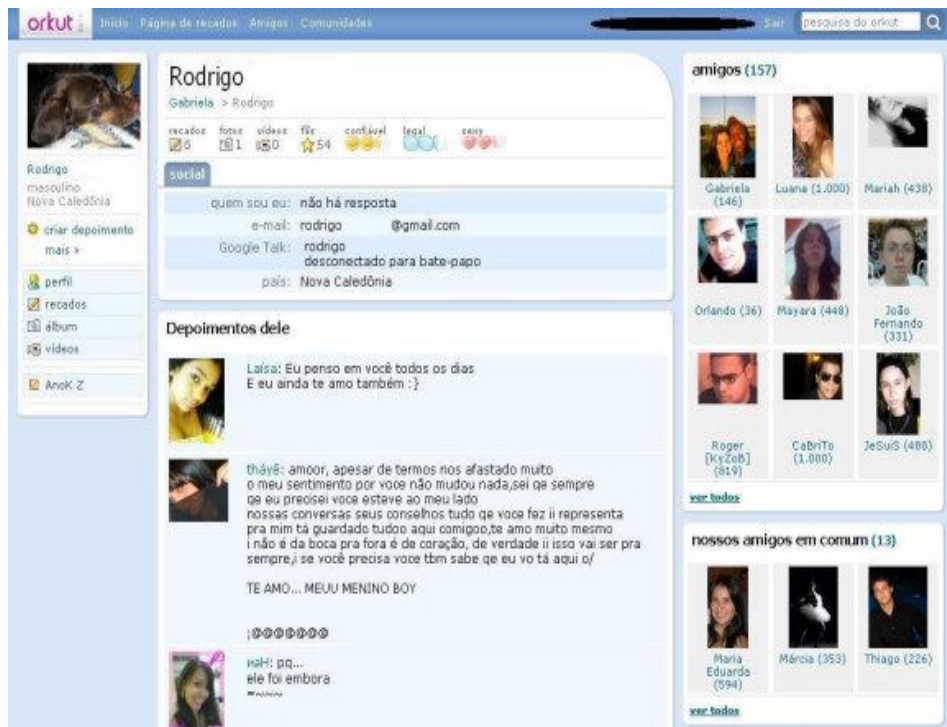 orkut
Início Página de recados Amigos Comunidades
Sair
pesquisa do orkut
Rodrigo
masculino
Nova Caledônia
criar depoimento
mais »
perfil
recados
álbum
vídeos
AnoK Z
Rodrigo
Gabriela > Rodrigo
recados fotos vídeos fãs confiável legal sexy
0 1 0 54
social
quem sou eu: não há resposta
e-mail: rodrigo @gmail.com
Google Talk: rodrigo
desconectado para bate-papo
país: Nova Caledônia
Depoimentos dele
Laísa: Eu penso em você todos os dias
E eu ainda te amo também :}
tháyê: amoor, apesar de termos nos afastado muito
o meu sentimento por voce não mudou nada,sei qe sempre
qe eu precisei voce esteve ao meu lado
nossas conversas seus conselhos tudo qe voce fez ii representa
pra mim tá guardado tudoo aqui comigoo,te amo muito mesmo
i não é da boca pra fora é de coração, de verdade ii isso vai ser pra
sempre,i se você precisa voce tbm sabe qe eu vo tá aqui o/
TE AMO... MEUU MENINO BOY
;@@@@@@@
naH: pq...
ele foi embora
=~~~
amigos (157)
Gabriela
(146)
Luana (1.000)
Mariah (438)
Orlando (36)
Mayara (448)
João
Fernando
(331)
Roger
[KyZoB]
(819)
CaBriTo
(1.000)
JeSuiS (488)
ver todos
nossos amigos em comum (13)
Maria
Eduarda
(594)
Márcia (353)
Thiago (226)
ver todos